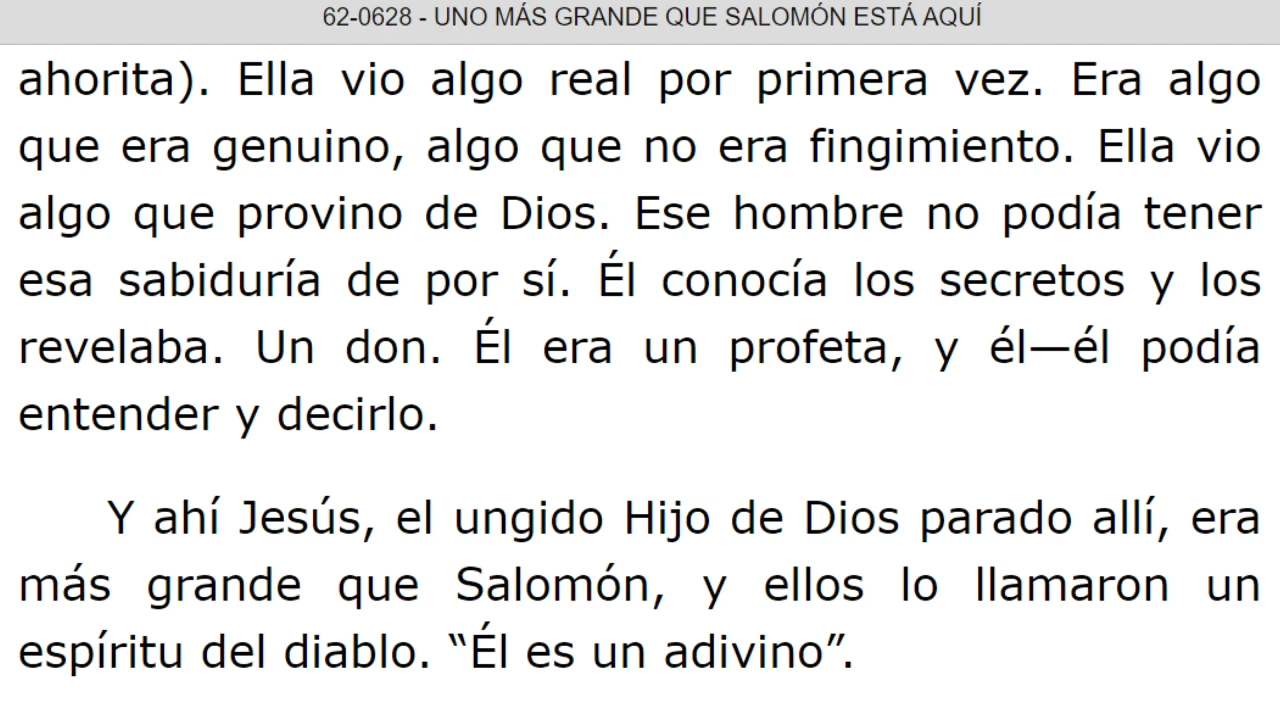 62-0628 - UNO MÁS GRANDE QUE SALOMÓN ESTÁ AQUÍ
ahorita). Ella vio algo real por primera vez. Era algo
que era genuino, algo que no era fingimiento. Ella vio
algo que provino de Dios. Ese hombre no podía tener
esa sabiduría de por sí. Él conocía los secretos y los
revelaba. Un don. Él era un profeta, y él—él podía
entender y decirlo.
Y ahí Jesús, el ungido Hijo de Dios parado allí, era
más grande que Salomón, y ellos lo llamaron un
espíritu del diablo. “Él es un adivino”.